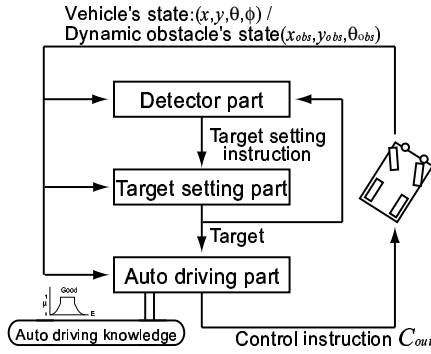 Vehicle's state:(x,y,θ,ϕ) /
Dynamic obstacle's state(xobs,yobs,θobs)
Detector part
Target setting
instruction
Target setting part
Target
Auto driving part
Good
1
μ
E
Auto driving knowledge
Control instruction Cout